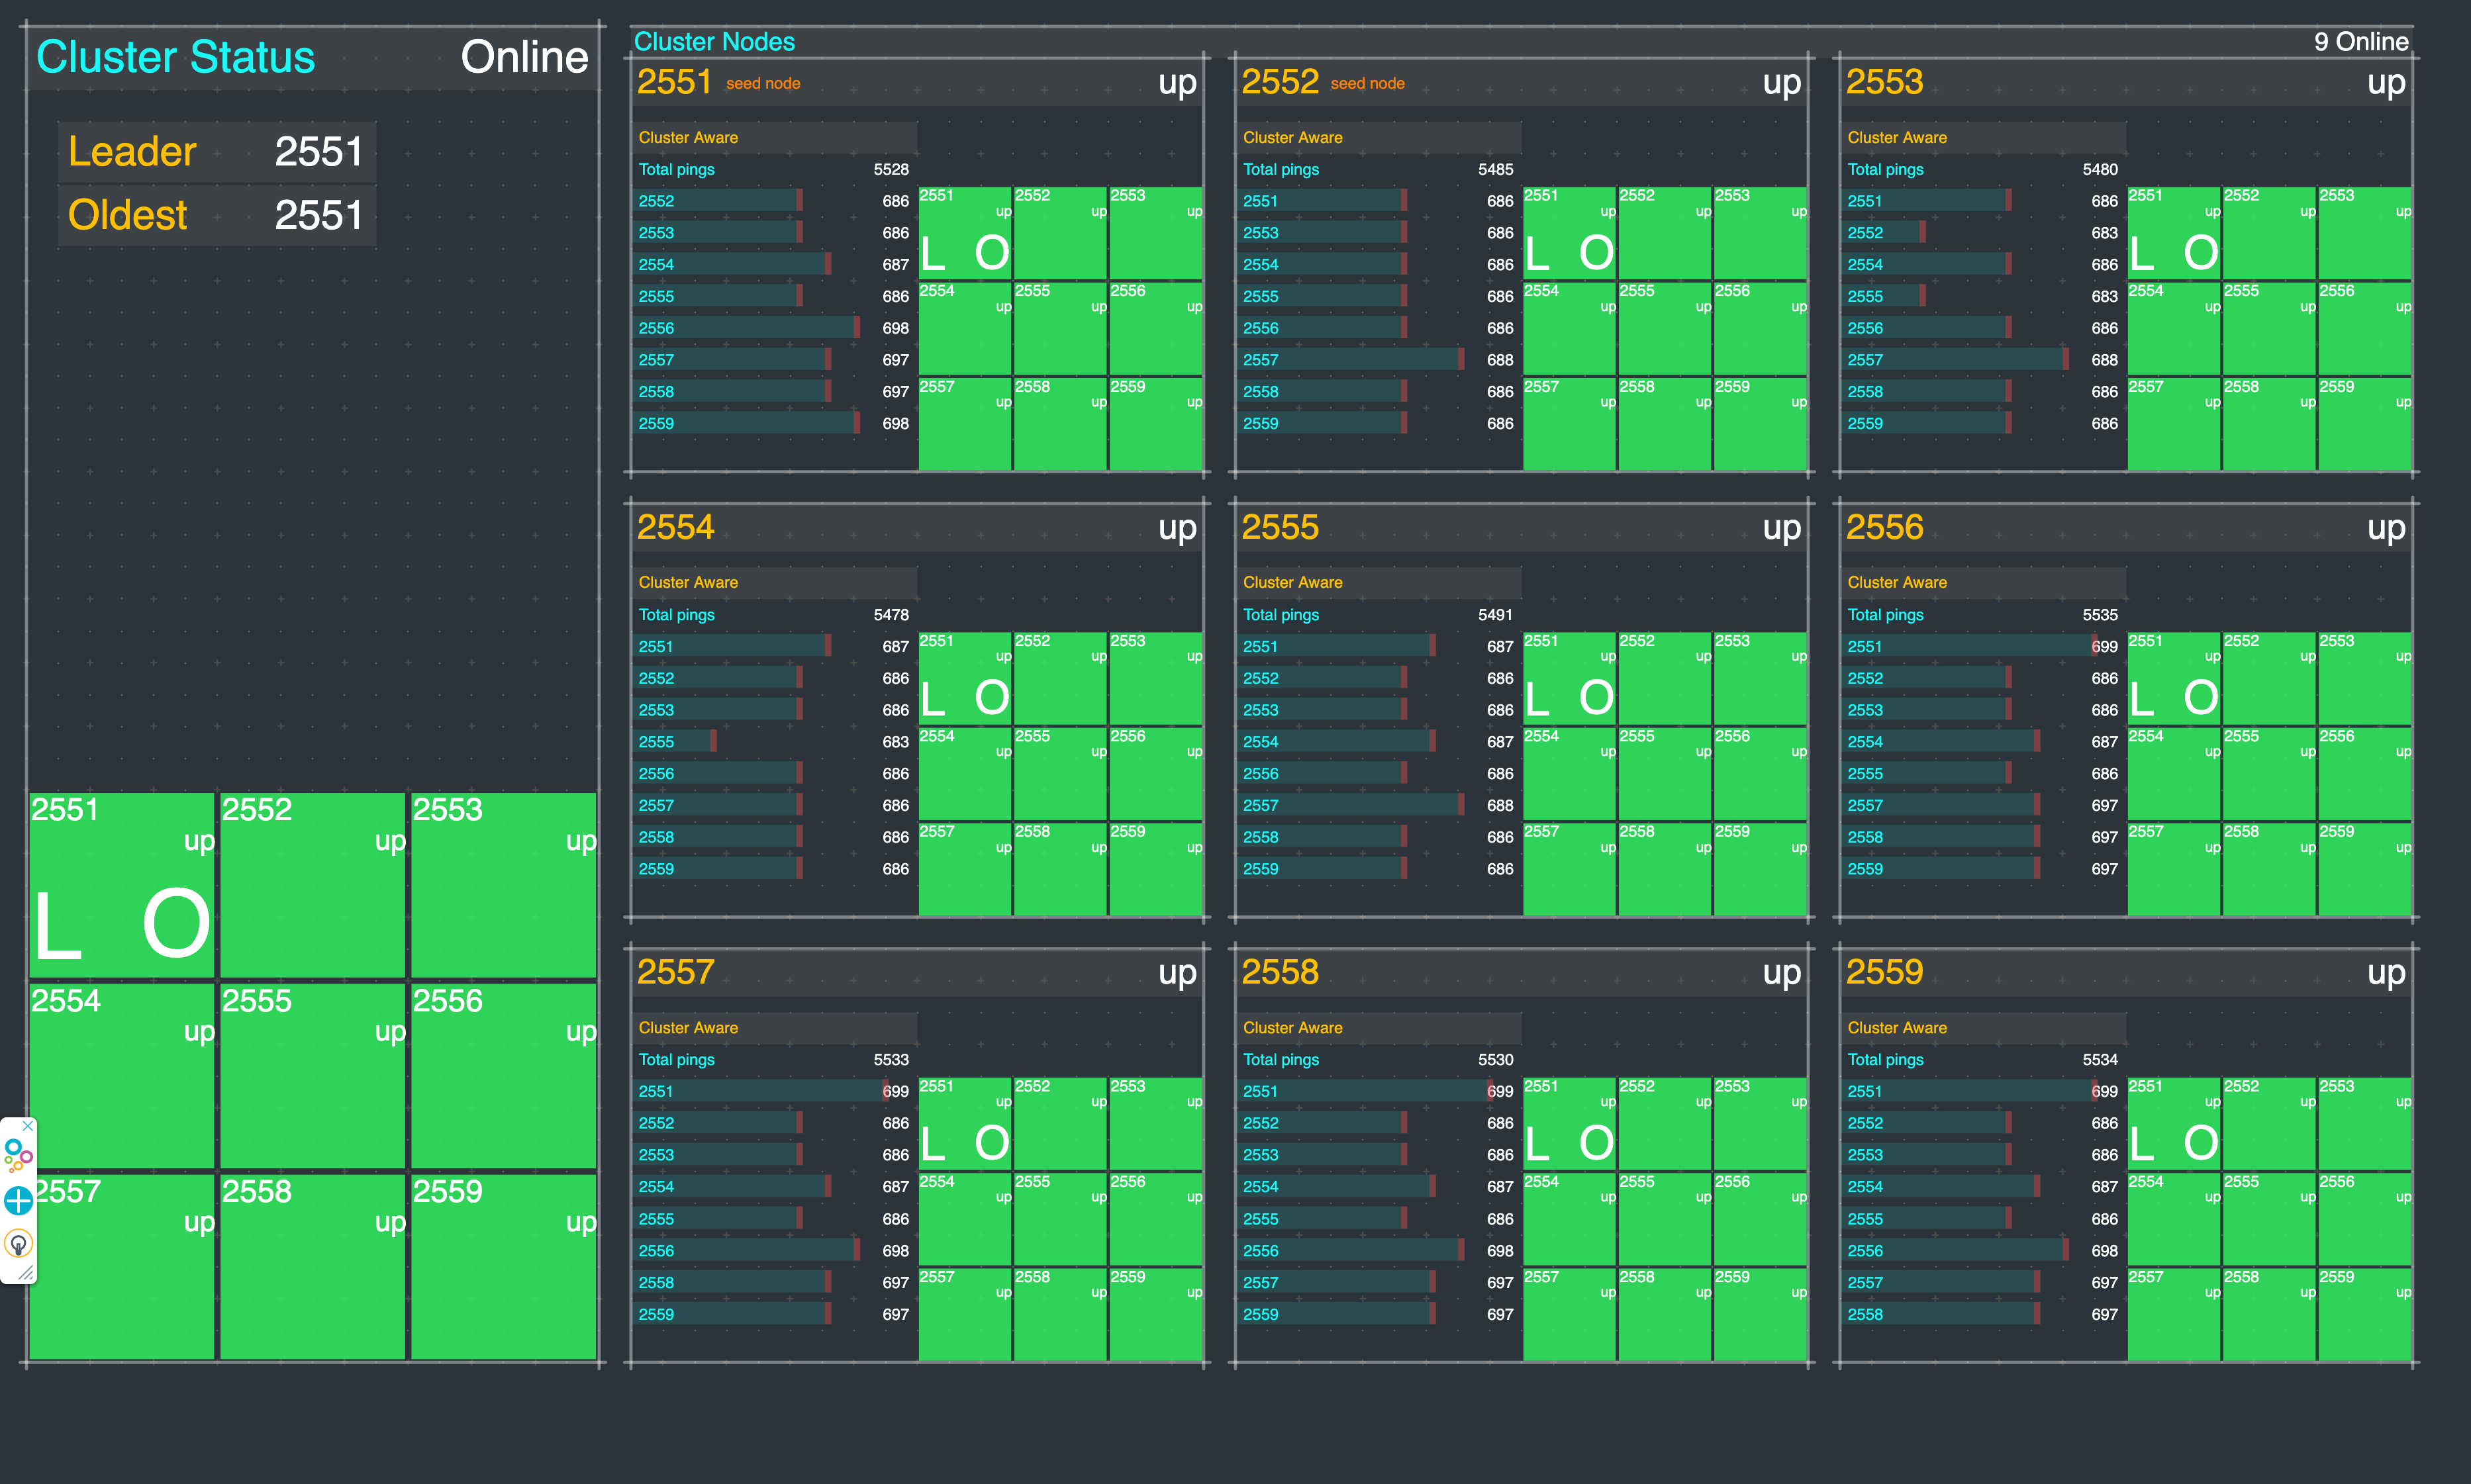 Cluster Status Online
Leader 2551
Oldest 2551
2551 up L O
2552 up
2553 up
2554 up
2555 up
2556 up
2557 up
2558 up
2559 up
Cluster Nodes 9 Online
2551 seed node up
Cluster Aware
Total pings 5528
2552 686
2553 686
2554 687
2555 686
2556 698
2557 697
2558 697
2559 698
2551 up L O
2552 up
2553 up
2554 up
2555 up
2556 up
2557 up
2558 up
2559 up
2552 seed node up
Cluster Aware
Total pings 5485
2551 686
2553 686
2554 686
2555 686
2556 686
2557 688
2558 686
2559 686
2551 up L O
2552 up
2553 up
2554 up
2555 up
2556 up
2557 up
2558 up
2559 up
2553 up
Cluster Aware
Total pings 5480
2551 686
2552 683
2554 686
2555 683
2556 686
2557 688
2558 686
2559 686
2551 up L O
2552 up
2553 up
2554 up
2555 up
2556 up
2557 up
2558 up
2559 up
2554 up
Cluster Aware
Total pings 5478
2551 687
2552 686
2553 686
2555 683
2556 686
2557 686
2558 686
2559 686
2551 up L O
2552 up
2553 up
2554 up
2555 up
2556 up
2557 up
2558 up
2559 up
2555 up
Cluster Aware
Total pings 5491
2551 687
2552 686
2553 686
2554 687
2556 686
2557 688
2558 686
2559 686
2551 up L O
2552 up
2553 up
2554 up
2555 up
2556 up
2557 up
2558 up
2559 up
2556 up
Cluster Aware
Total pings 5535
2551 699
2552 686
2553 686
2554 687
2555 686
2557 697
2558 697
2559 697
2551 up L O
2552 up
2553 up
2554 up
2555 up
2556 up
2557 up
2558 up
2559 up
2557 up
Cluster Aware
Total pings 5533
2551 699
2552 686
2553 686
2554 687
2555 686
2556 698
2558 697
2559 697
2551 up L O
2552 up
2553 up
2554 up
2555 up
2556 up
2557 up
2558 up
2559 up
2558 up
Cluster Aware
Total pings 5530
2551 699
2552 686
2553 686
2554 687
2555 686
2556 698
2557 697
2559 697
2551 up L O
2552 up
2553 up
2554 up
2555 up
2556 up
2557 up
2558 up
2559 up
2559 up
Cluster Aware
Total pings 5534
2551 699
2552 686
2553 686
2554 687
2555 686
2556 698
2557 697
2558 697
2551 up L O
2552 up
2553 up
2554 up
2555 up
2556 up
2557 up
2558 up
2559 up